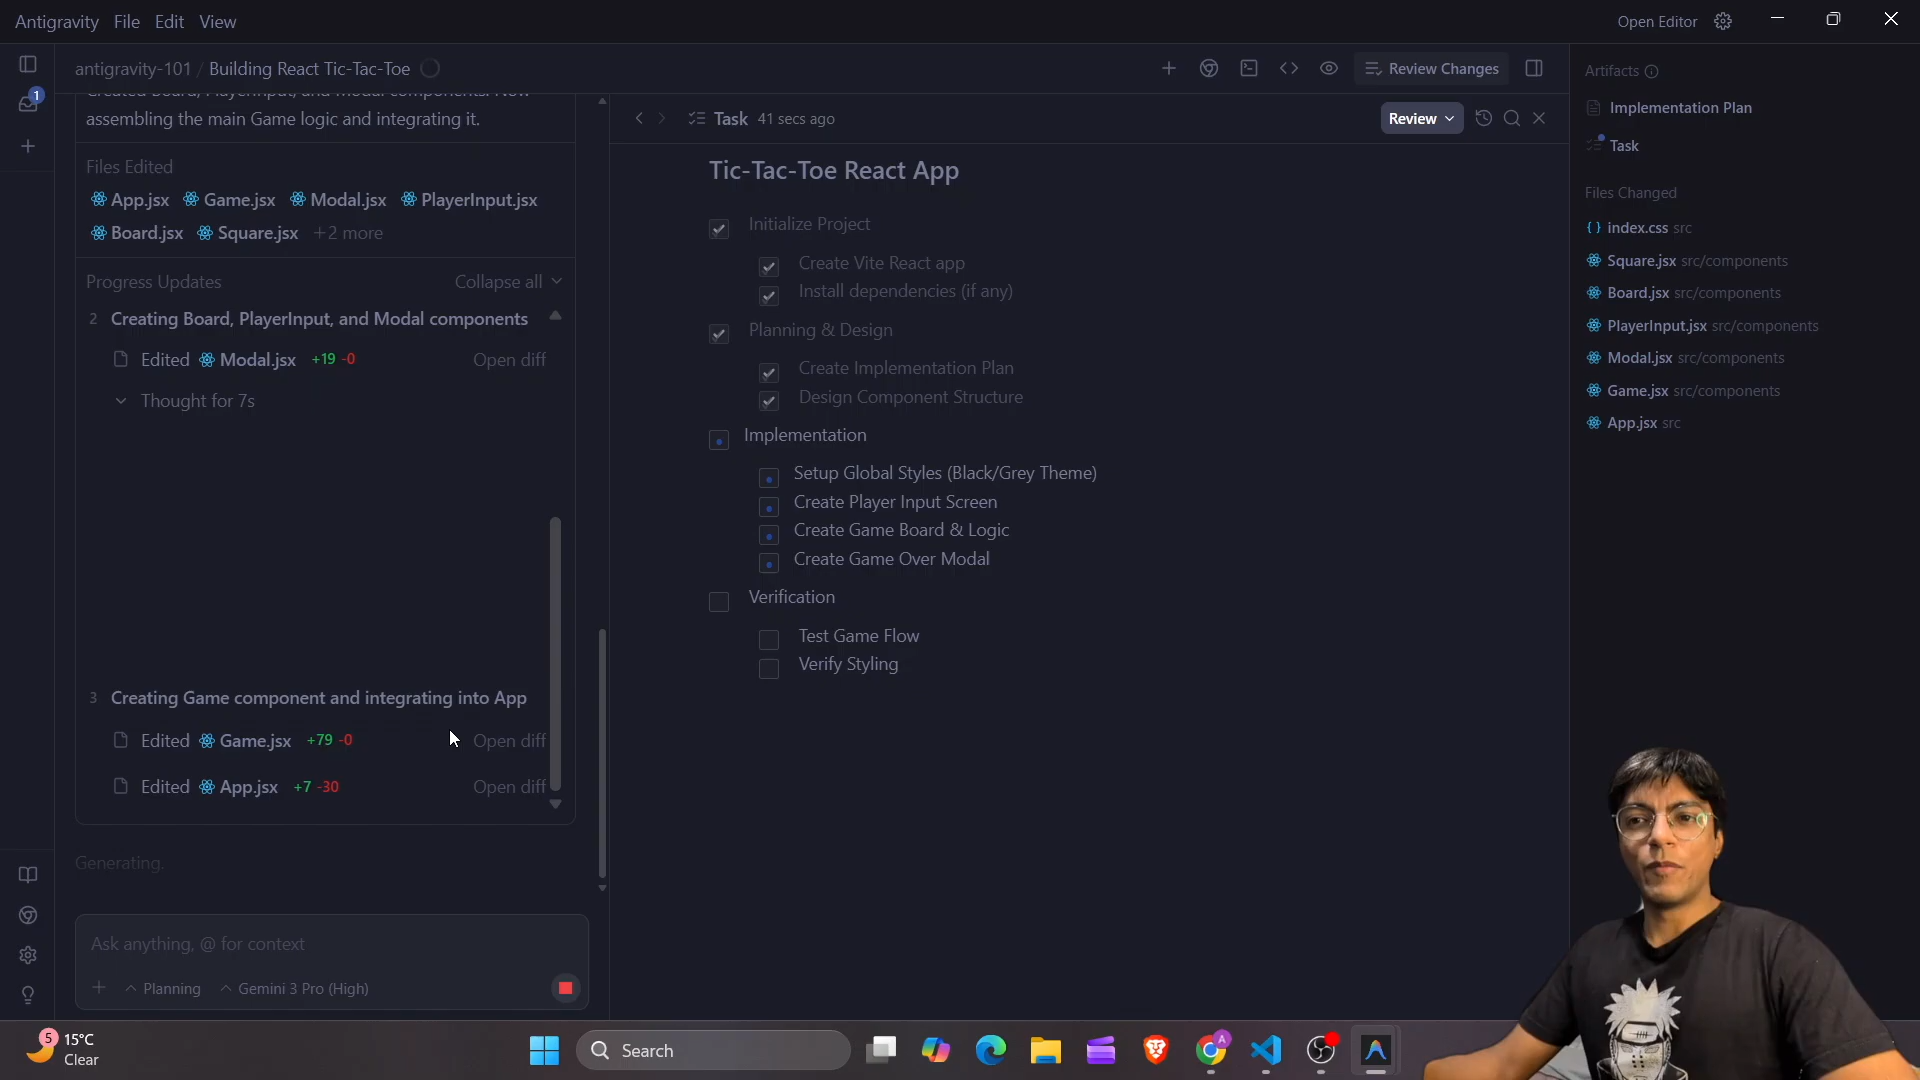 Antigravity File Edit View
Open Editor
antigravity-101 / Building React Tic-Tac-Toe
Review Changes
1
assembling the main Game logic and integrating it.
Files Edited
App.jsx Game.jsx Modal.jsx PlayerInput.jsx
Board.jsx Square.jsx +2 more
Progress Updates Collapse all
2 Creating Board, PlayerInput, and Modal components
Edited Modal.jsx +19 -0 Open diff
Thought for 7s
3 Creating Game component and integrating into App
Edited Game.jsx +79 -0 Open diff
Edited App.jsx +7 -30 Open diff
Generating.
Ask anything, @ for context
Planning Gemini 3 Pro (High)
Task 41 secs ago
Review
Tic-Tac-Toe React App
Initialize Project
Create Vite React app
Install dependencies (if any)
Planning & Design
Create Implementation Plan
Design Component Structure
Implementation
Setup Global Styles (Black/Grey Theme)
Create Player Input Screen
Create Game Board & Logic
Create Game Over Modal
Verification
Test Game Flow
Verify Styling
Artifacts
Implementation Plan
Task
Files Changed
index.css src
Square.jsx src/components
Board.jsx src/components
PlayerInput.jsx src/components
Modal.jsx src/components
Game.jsx src/components
App.jsx src
5
15°C
Clear
Search
A